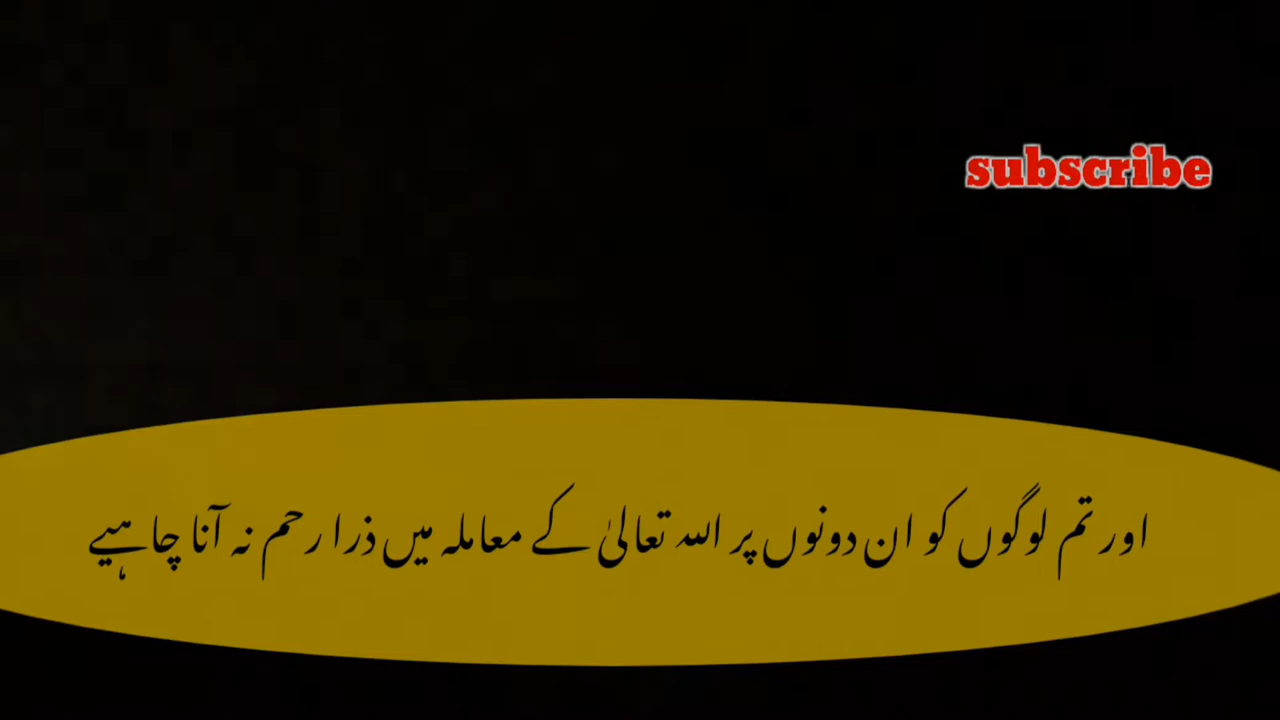 subscribe
اور تم لوگوں کو ان دونوں پر اللہ تعالیٰ کے معاملہ میں ذرا رحم نہ آنا چاہیے